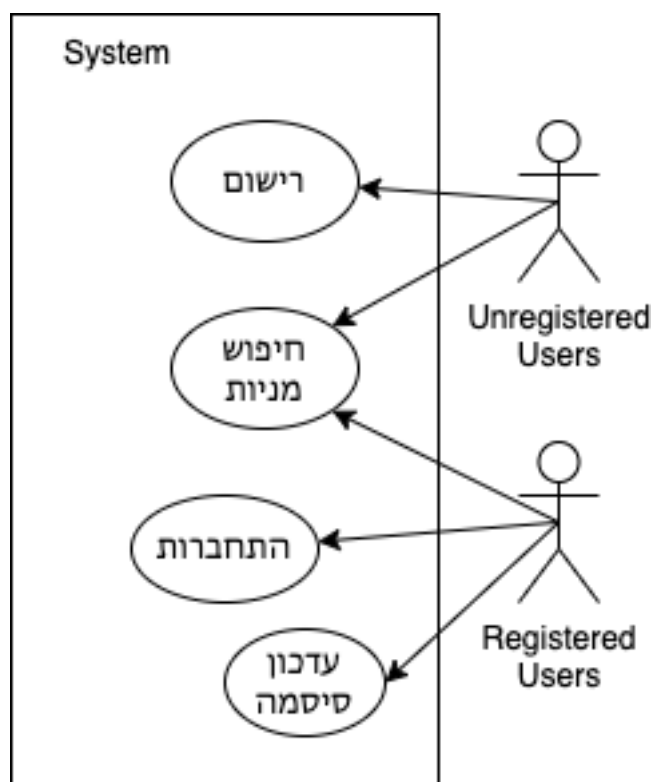 System
רישום
Unregistered
Users
חיפוש
מניות
התחברות
Registered
Users
עדכון
סיסמה